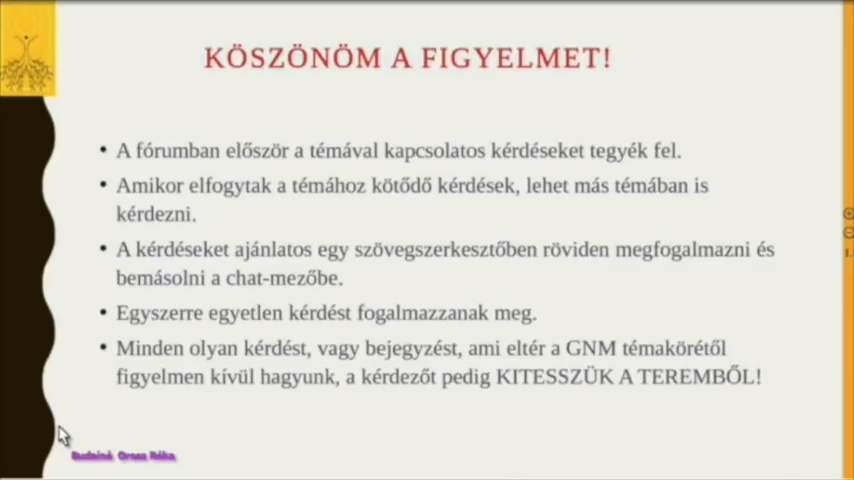 KÖSZÖNÖM A FIGYELMET!
• A fórumban először a témával kapcsolatos kérdéseket tegyék fel.
• Amikor elfogytak a témához kötődő kérdések, lehet más témában is
kérdezni.
• A kérdéseket ajánlatos egy szövegszerkesztőben röviden megfogalmazni és
bemásolni a chat-mezőbe.
• Egyszerre egyetlen kérdést fogalmazzanak meg.
• Minden olyan kérdést, vagy bejegyzést, ami eltér a GNM témakörétől
figyelmen kívül hagyunk, a kérdezőt pedig KITESSZÜK A TEREMBŐL!